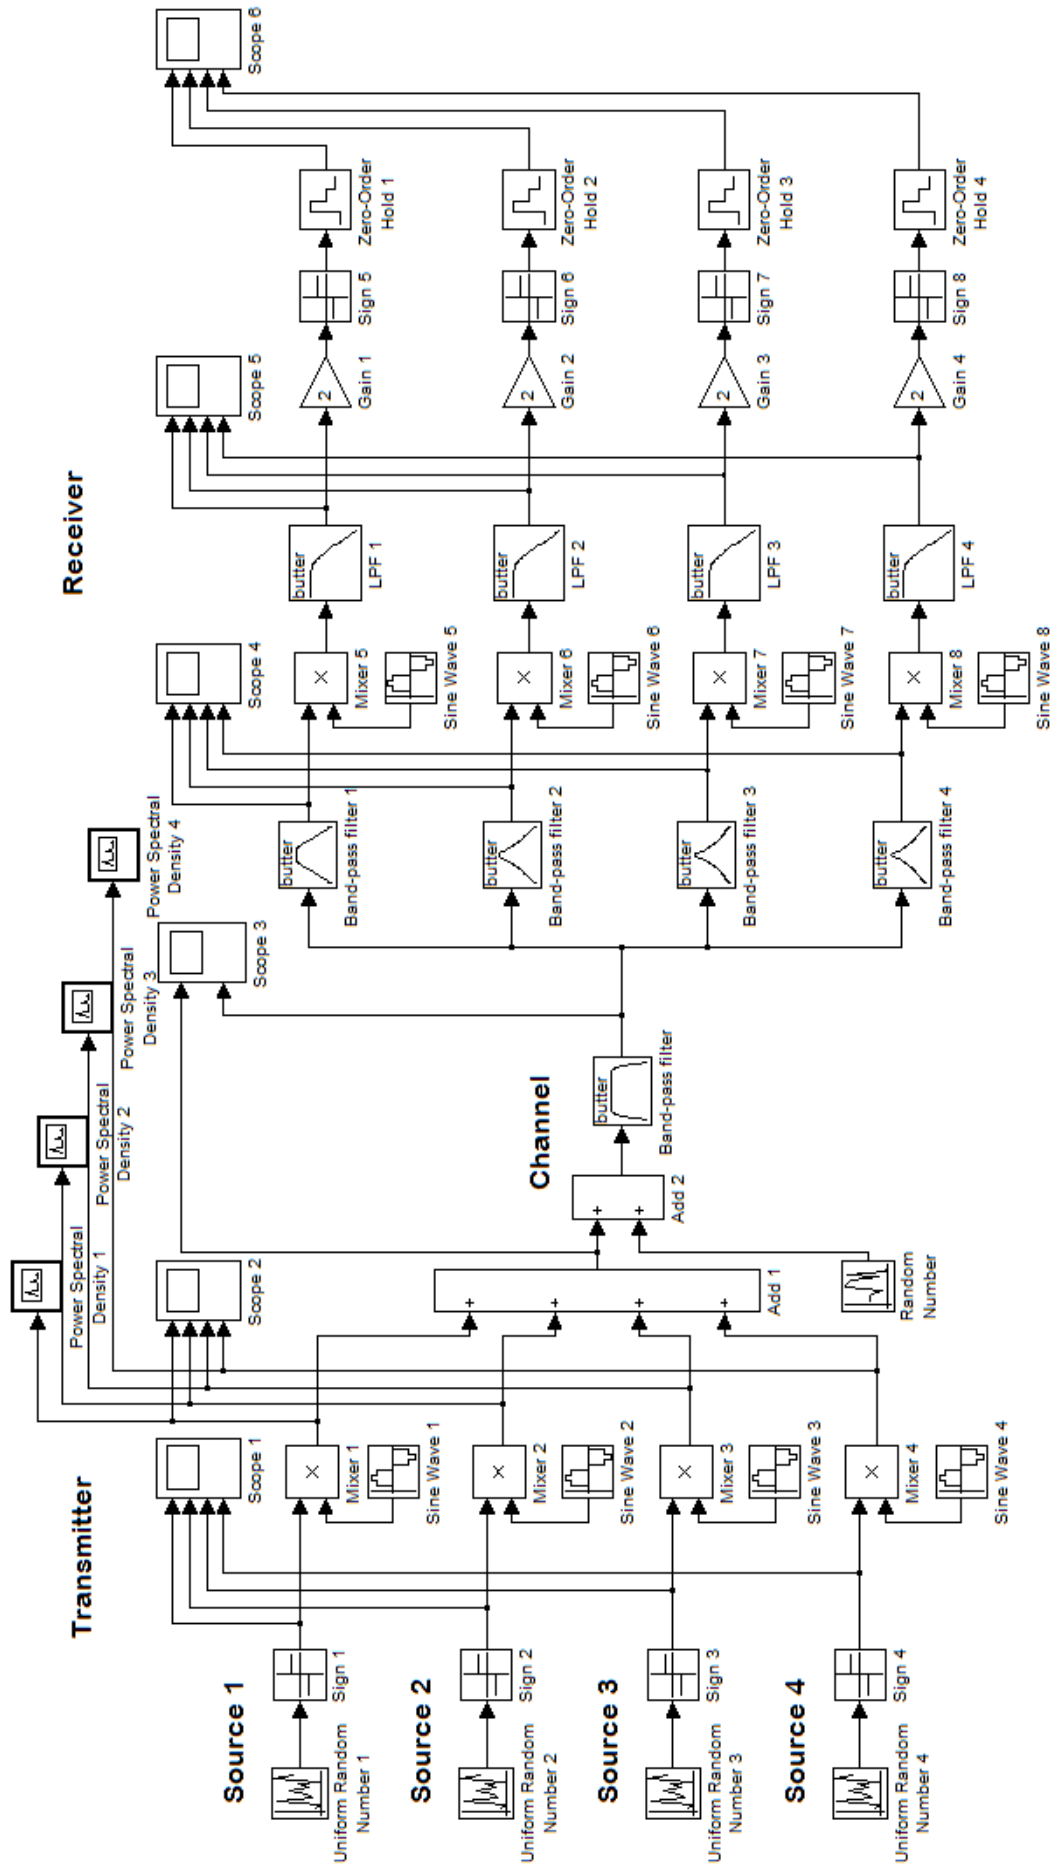 Transmitter
Channel
Receiver
Power Spectral
Density 1
Power Spectral
Density 2
Power Spectral
Density 3
Power Spectral
Density 4
Scope 1
Scope 2
Scope 3
Scope 4
Scope 5
Scope 6
Source 1
Uniform Random
Number 1
Sign 1
×
Mixer 1
Sine Wave 1
Source 2
Uniform Random
Number 2
Sign 2
×
Mixer 2
Sine Wave 2
Source 3
Uniform Random
Number 3
Sign 3
×
Mixer 3
Sine Wave 3
Source 4
Uniform Random
Number 4
Sign 4
×
Mixer 4
Sine Wave 4
+
+
+
+
Add 1
Random
Number
+
+
Add 2
butter
Band-pass filter
butter
Band-pass filter 1
×
Mixer 5
Sine Wave 5
butter
LPF 1
2
Gain 1
Sign 5
Zero-Order
Hold 1
butter
Band-pass filter 2
×
Mixer 6
Sine Wave 6
butter
LPF 2
2
Gain 2
Sign 6
Zero-Order
Hold 2
butter
Band-pass filter 3
×
Mixer 7
Sine Wave 7
butter
LPF 3
2
Gain 3
Sign 7
Zero-Order
Hold 3
butter
Band-pass filter 4
×
Mixer 8
Sine Wave 8
butter
LPF 4
2
Gain 4
Sign 8
Zero-Order
Hold 4